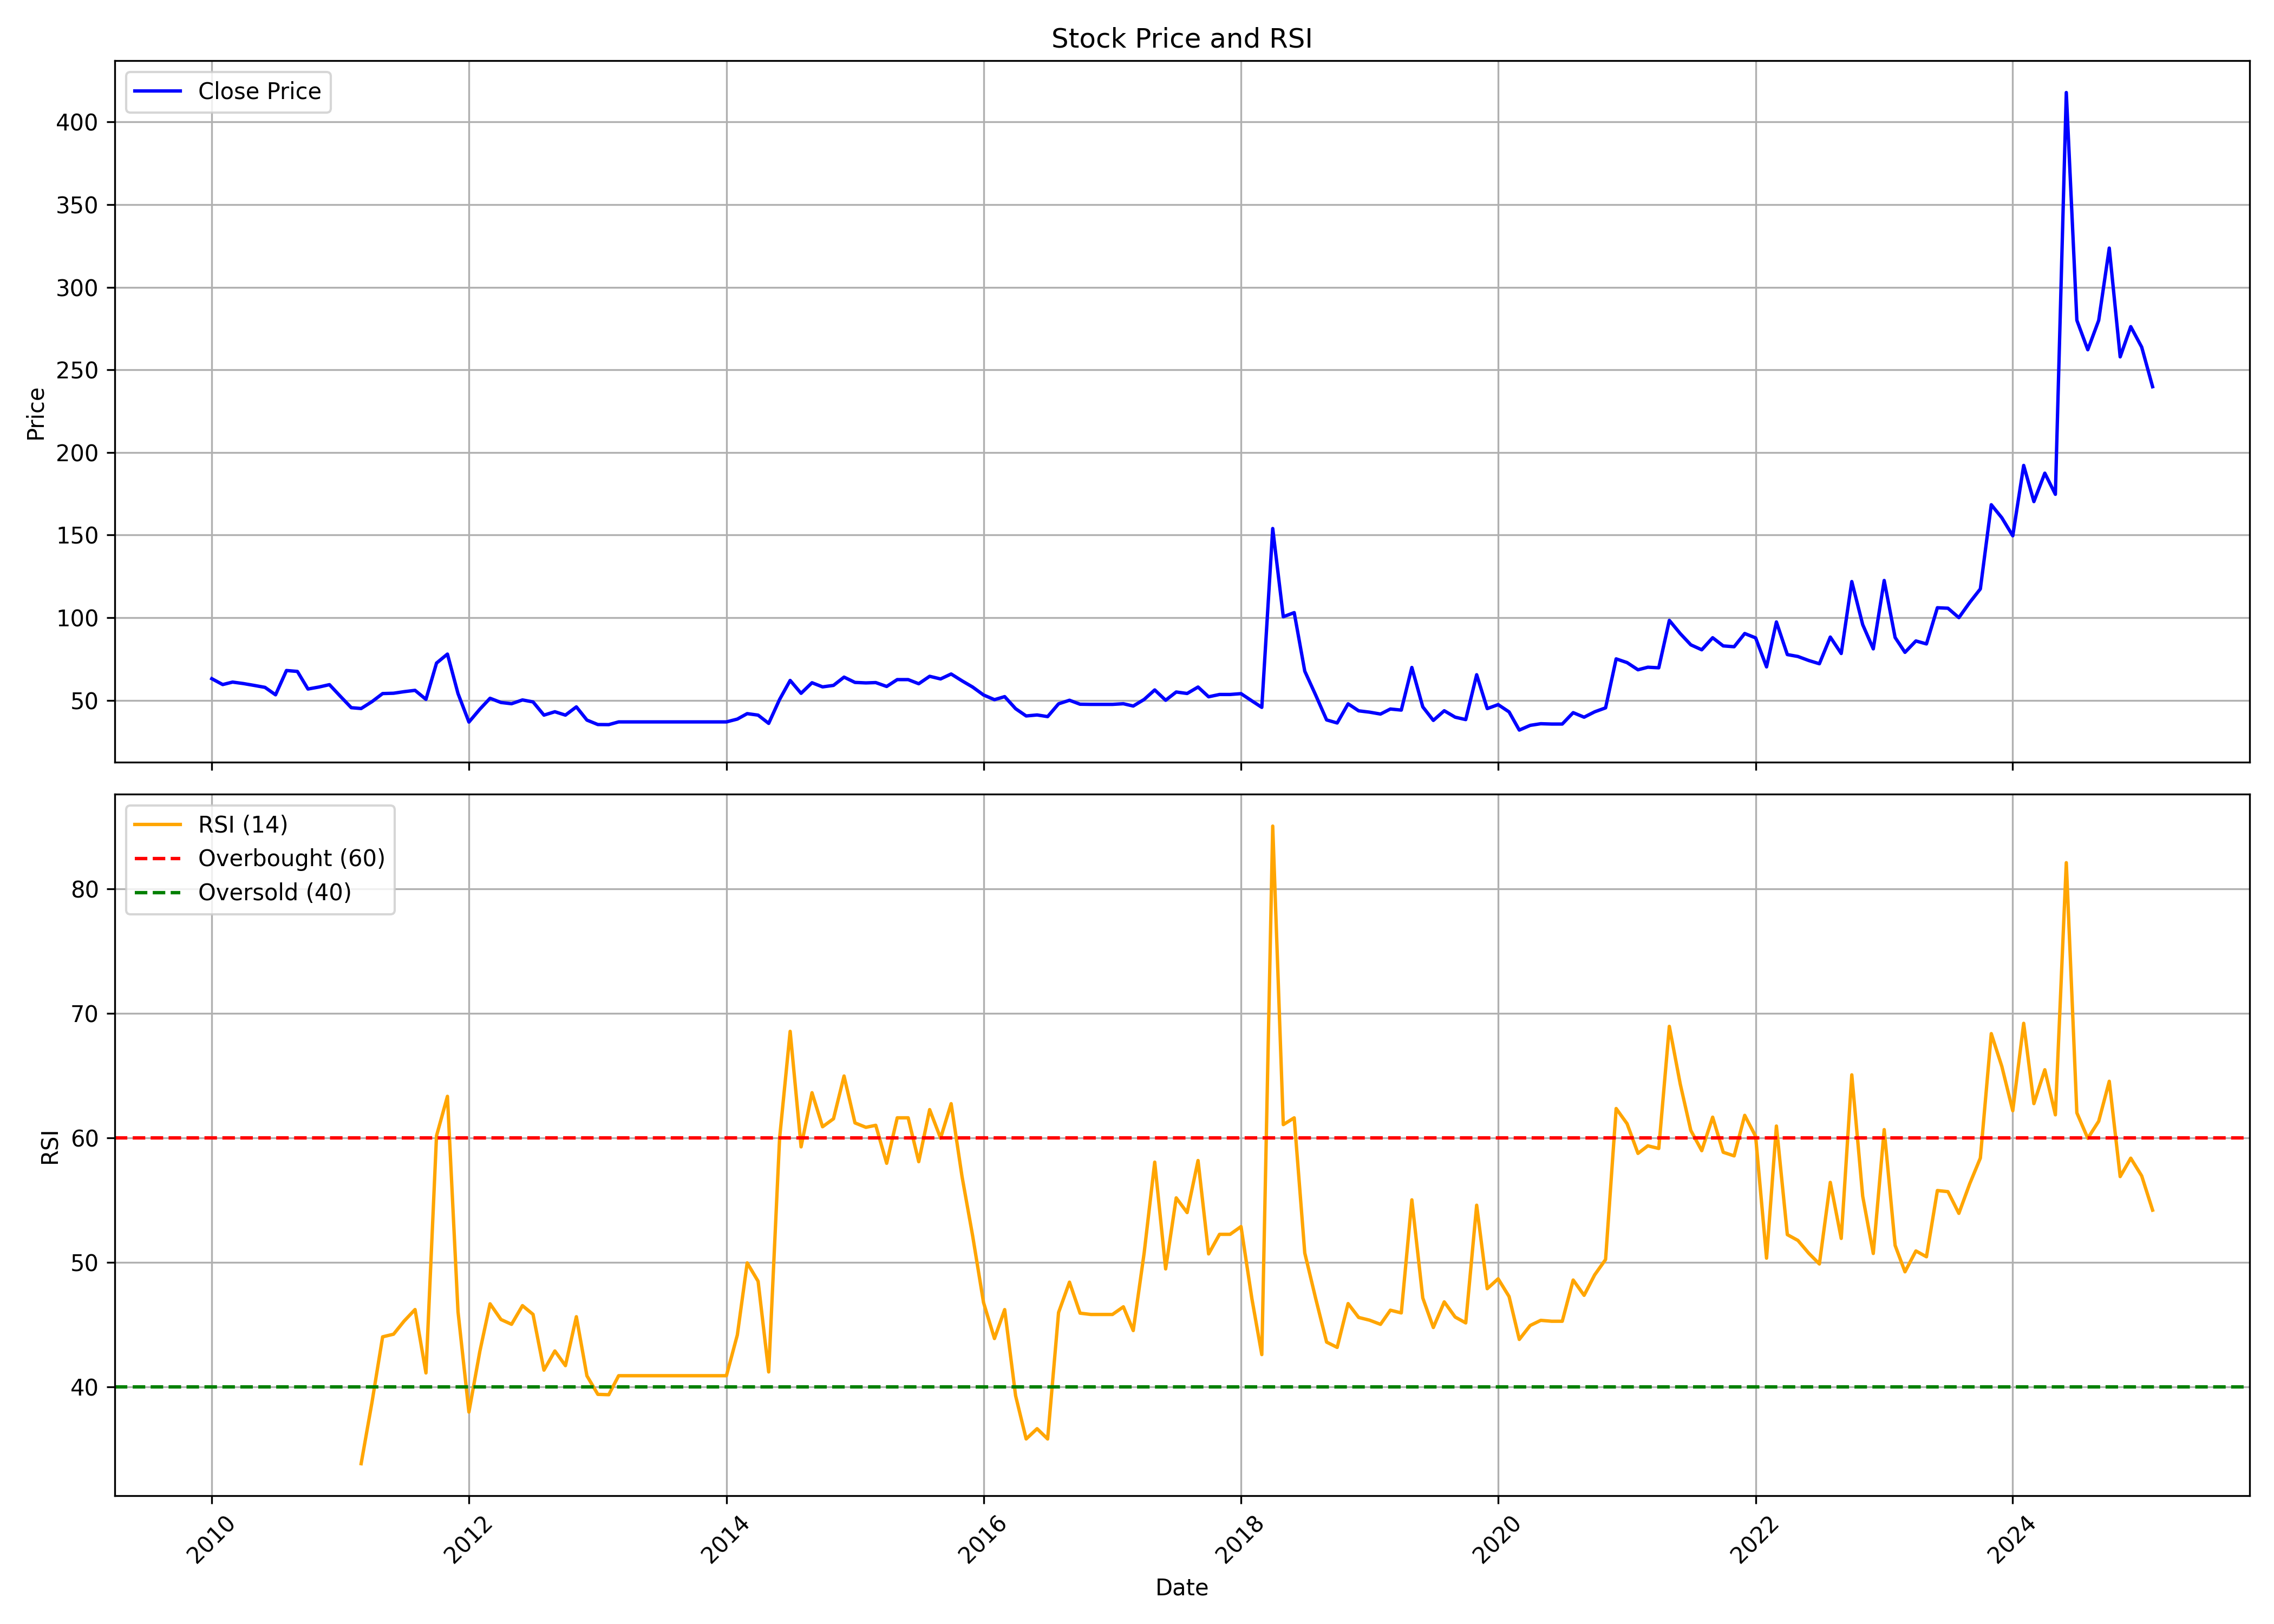 Stock Price and RSI
Close Price
400
350
300
250
200
150
100
50
Price
RSI (14)
Overbought (60)
Oversold (40)
80
70
60
50
40
RSI
2010 2012 2014 2016 2018 2020 2022 2024
Date